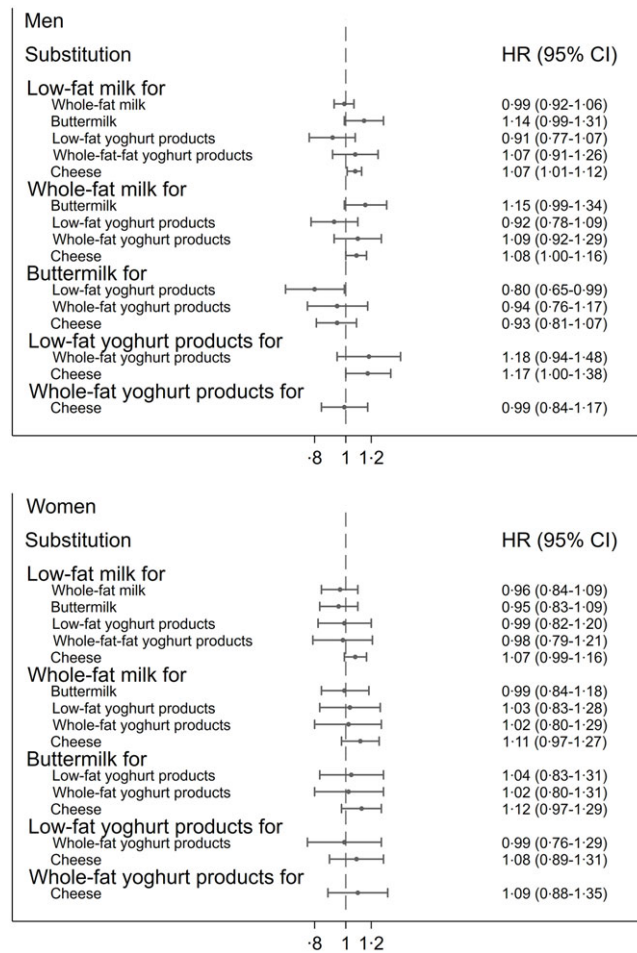 Men
Substitution HR (95% CI)
Low-fat milk for
Whole-fat milk 0·99 (0·92-1·06)
Buttermilk 1·14 (0·99-1·31)
Low-fat yoghurt products 0·91 (0·77-1·07)
Whole-fat-fat yoghurt products 1·07 (0·91-1·26)
Cheese 1·07 (1·01-1·12)
Whole-fat milk for
Buttermilk 1·15 (0·99-1·34)
Low-fat yoghurt products 0·92 (0·78-1·09)
Whole-fat yoghurt products 1·09 (0·92-1·29)
Cheese 1·08 (1·00-1·16)
Buttermilk for
Low-fat yoghurt products 0·80 (0·65-0·99)
Whole-fat yoghurt products 0·94 (0·76-1·17)
Cheese 0·93 (0·81-1·07)
Low-fat yoghurt products for
Whole-fat yoghurt products 1·18 (0·94-1·48)
Cheese 1·17 (1·00-1·38)
Whole-fat yoghurt products for
Cheese 0·99 (0·84-1·17)
·8 1 1·2
Women
Substitution HR (95% CI)
Low-fat milk for
Whole-fat milk 0·96 (0·84-1·09)
Buttermilk 0·95 (0·83-1·09)
Low-fat yoghurt products 0·99 (0·82-1·20)
Whole-fat-fat yoghurt products 0·98 (0·79-1·21)
Cheese 1·07 (0·99-1·16)
Whole-fat milk for
Buttermilk 0·99 (0·84-1·18)
Low-fat yoghurt products 1·03 (0·83-1·28)
Whole-fat yoghurt products 1·02 (0·80-1·29)
Cheese 1·11 (0·97-1·27)
Buttermilk for
Low-fat yoghurt products 1·04 (0·83-1·31)
Whole-fat yoghurt products 1·02 (0·80-1·31)
Cheese 1·12 (0·97-1·29)
Low-fat yoghurt products for
Whole-fat yoghurt products 0·99 (0·76-1·29)
Cheese 1·08 (0·89-1·31)
Whole-fat yoghurt products for
Cheese 1·09 (0·88-1·35)
·8 1 1·2